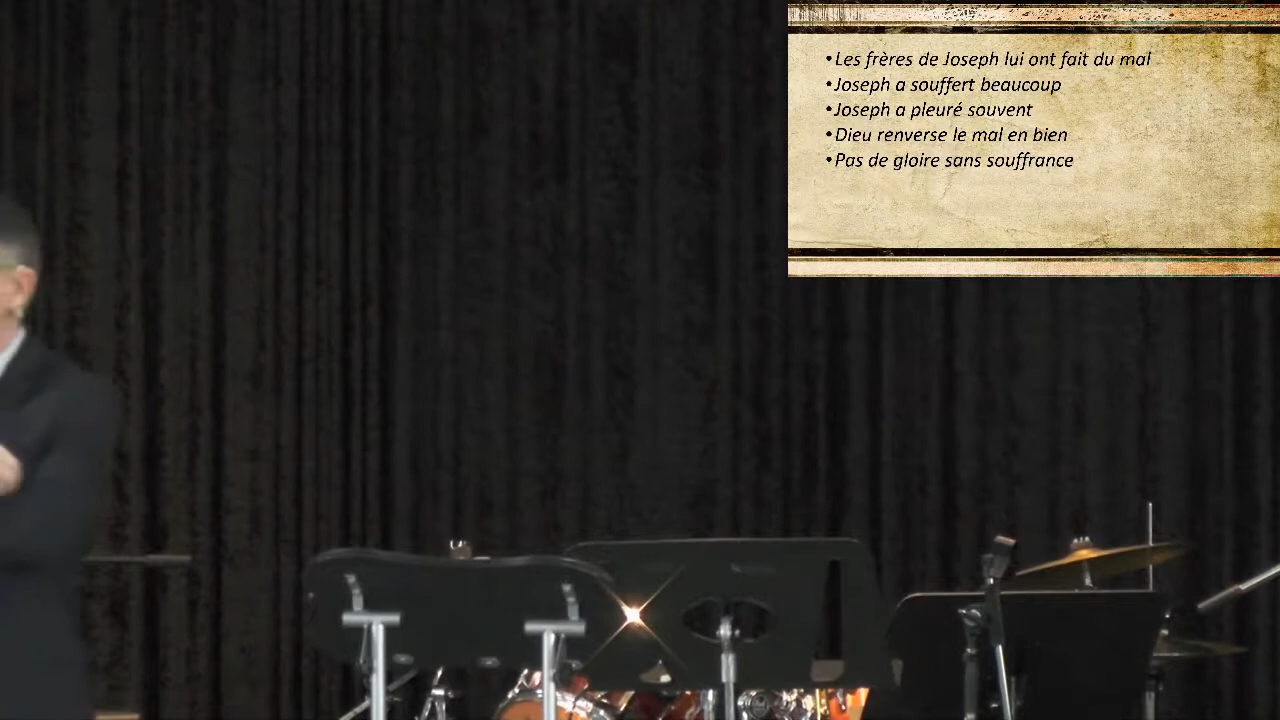 •Les frères de Joseph lui ont fait du mal
•Joseph a souffert beaucoup
•Joseph a pleuré souvent
•Dieu renverse le mal en bien
•Pas de gloire sans souffrance